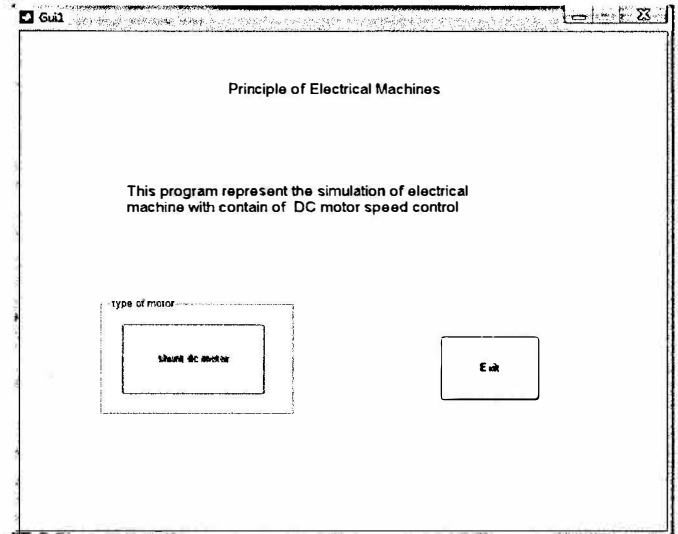 Gui1
Principle of Electrical Machines
This program represent the simulation of electrical
machine with contain of DC motor speed control
type of motor
shunt dc motor
Exit